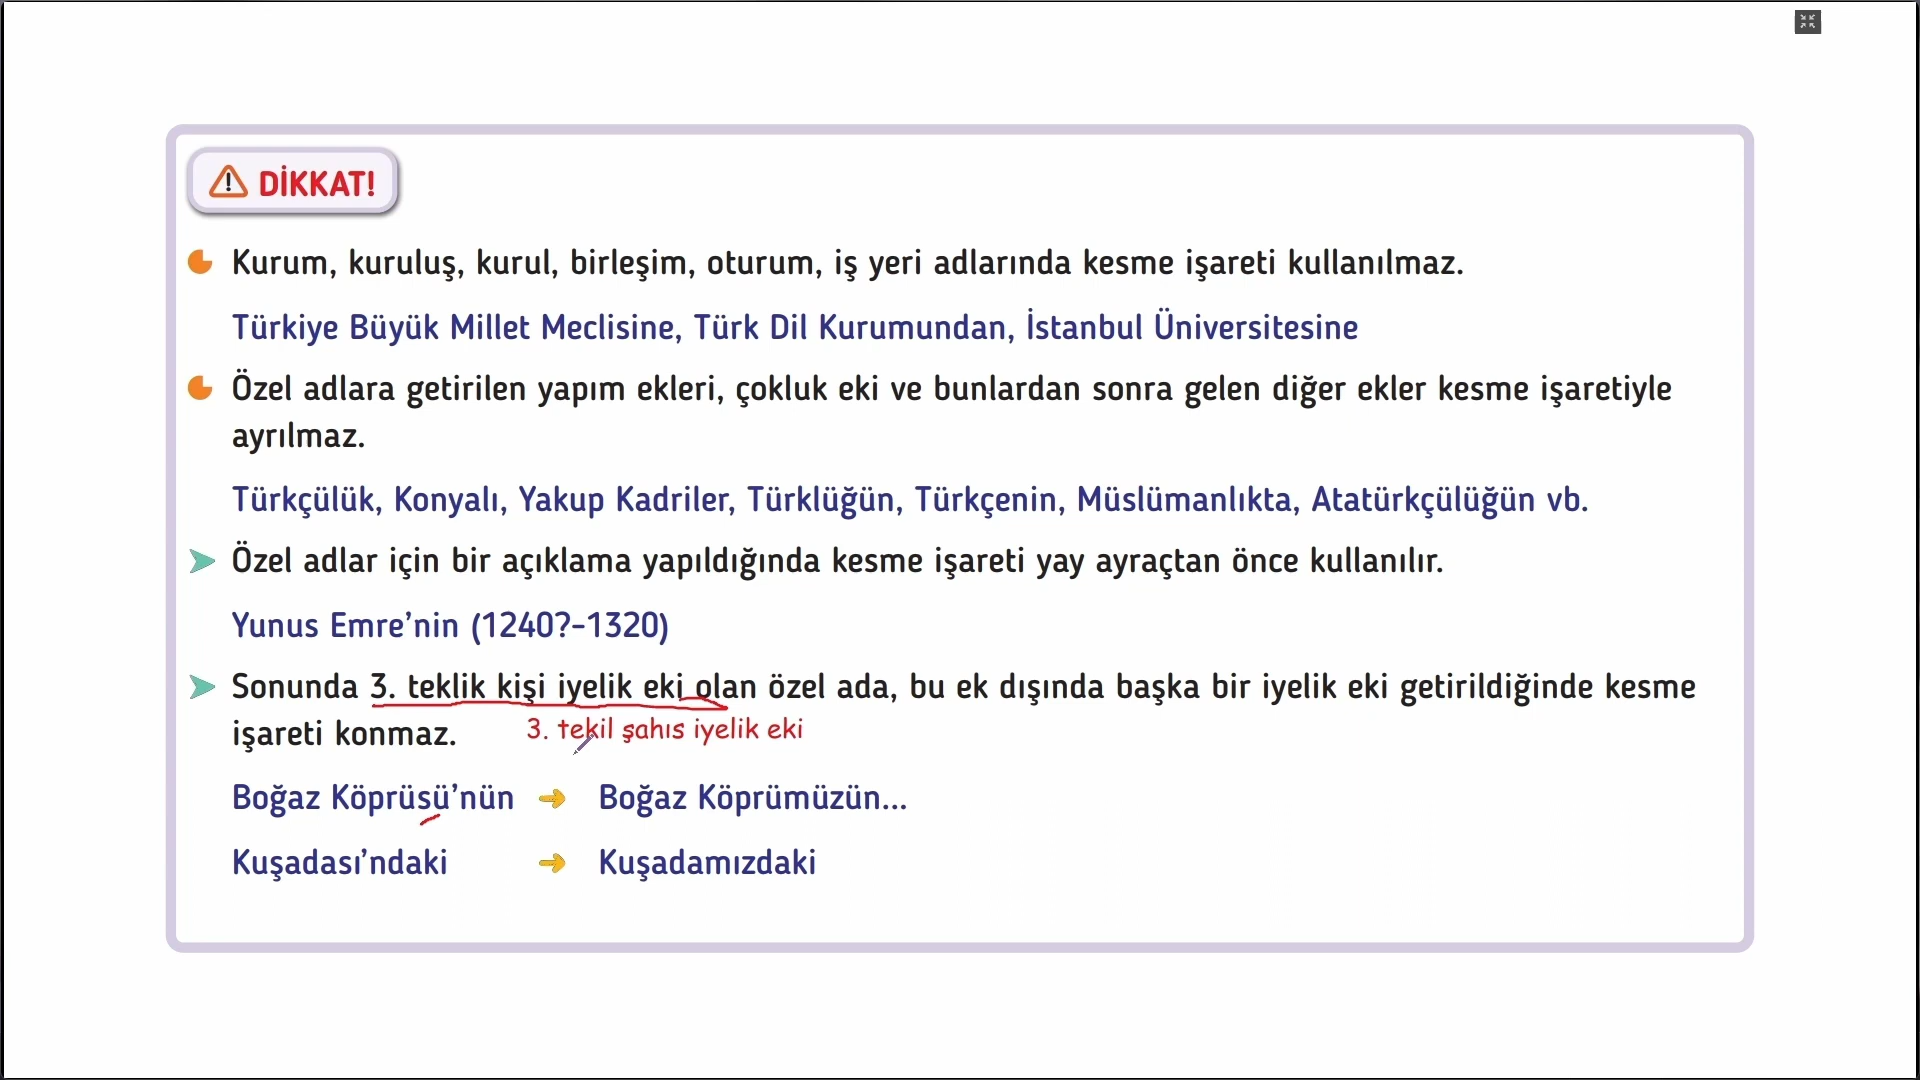 DİKKAT!
Kurum, kuruluş, kurul, birleşim, oturum, iş yeri adlarında kesme işareti kullanılmaz.
Türkiye Büyük Millet Meclisine, Türk Dil Kurumundan, İstanbul Üniversitesine
Özel adlara getirilen yapım ekleri, çokluk eki ve bunlardan sonra gelen diğer ekler kesme işaretiyle
ayrılmaz.
Türkçülük, Konyalı, Yakup Kadriler, Türklüğün, Türkçenin, Müslümanlıkta, Atatürkçülüğün vb.
Özel adlar için bir açıklama yapıldığında kesme işareti yay ayraçtan önce kullanılır.
Yunus Emre’nin (1240?-1320)
Sonunda 3. teklik kişi iyelik eki olan özel ada, bu ek dışında başka bir iyelik eki getirildiğinde kesme
işareti konmaz.
3. tekil şahıs iyelik eki
Boğaz Köprüsü’nün → Boğaz Köprümüzün...
Kuşadası’ndaki → Kuşadamızdaki